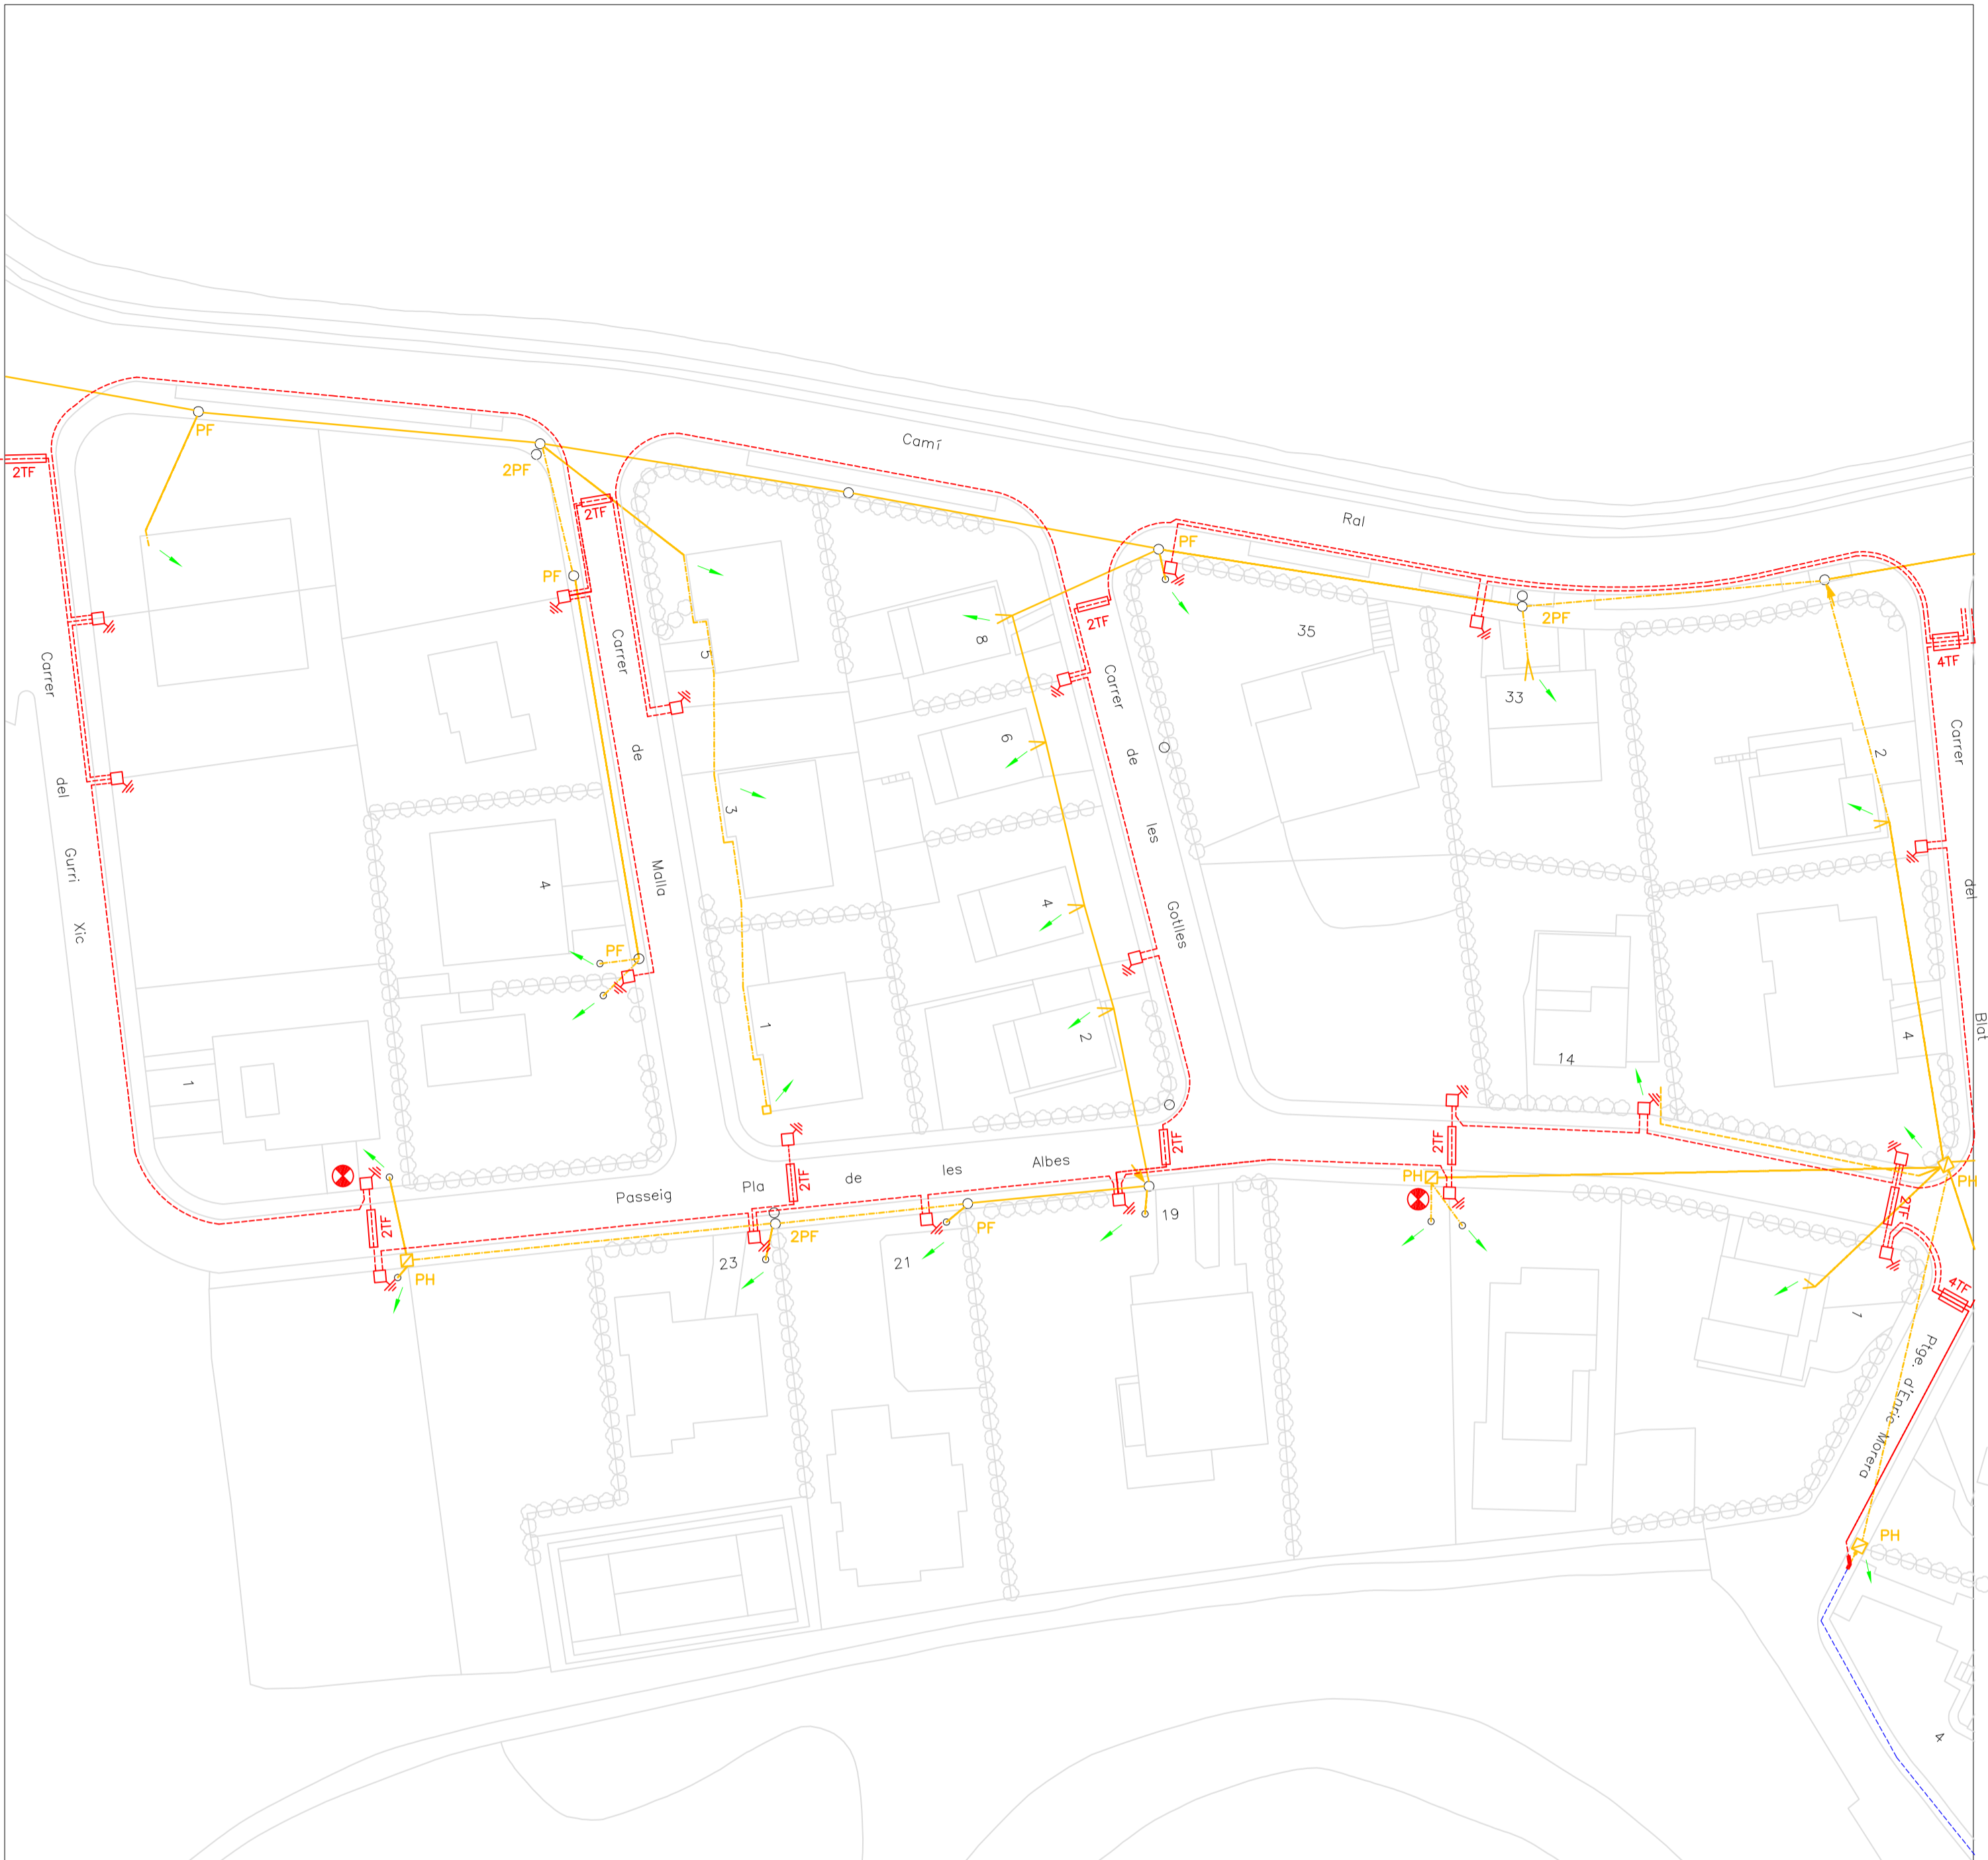 Camí
Ral
PF
2PF
2TF
2TF
PF
PF
2PF
2TF
4TF
Carrer
del
Gurri
Xic
Carrer
de
Malla
Carrer
de
les
Gotlles
Carrer
del
Blat
5
3
1
8
6
4
2
35
33
2
4
PF
4
1
14
2TF
2TF
2TF
2TF
2TF
Passeig
Pla
de
les
Albes
PH
PH
PH
23
2PF
21
PF
19
1
4TF
Ptge. d'Enric Morera
PH
4